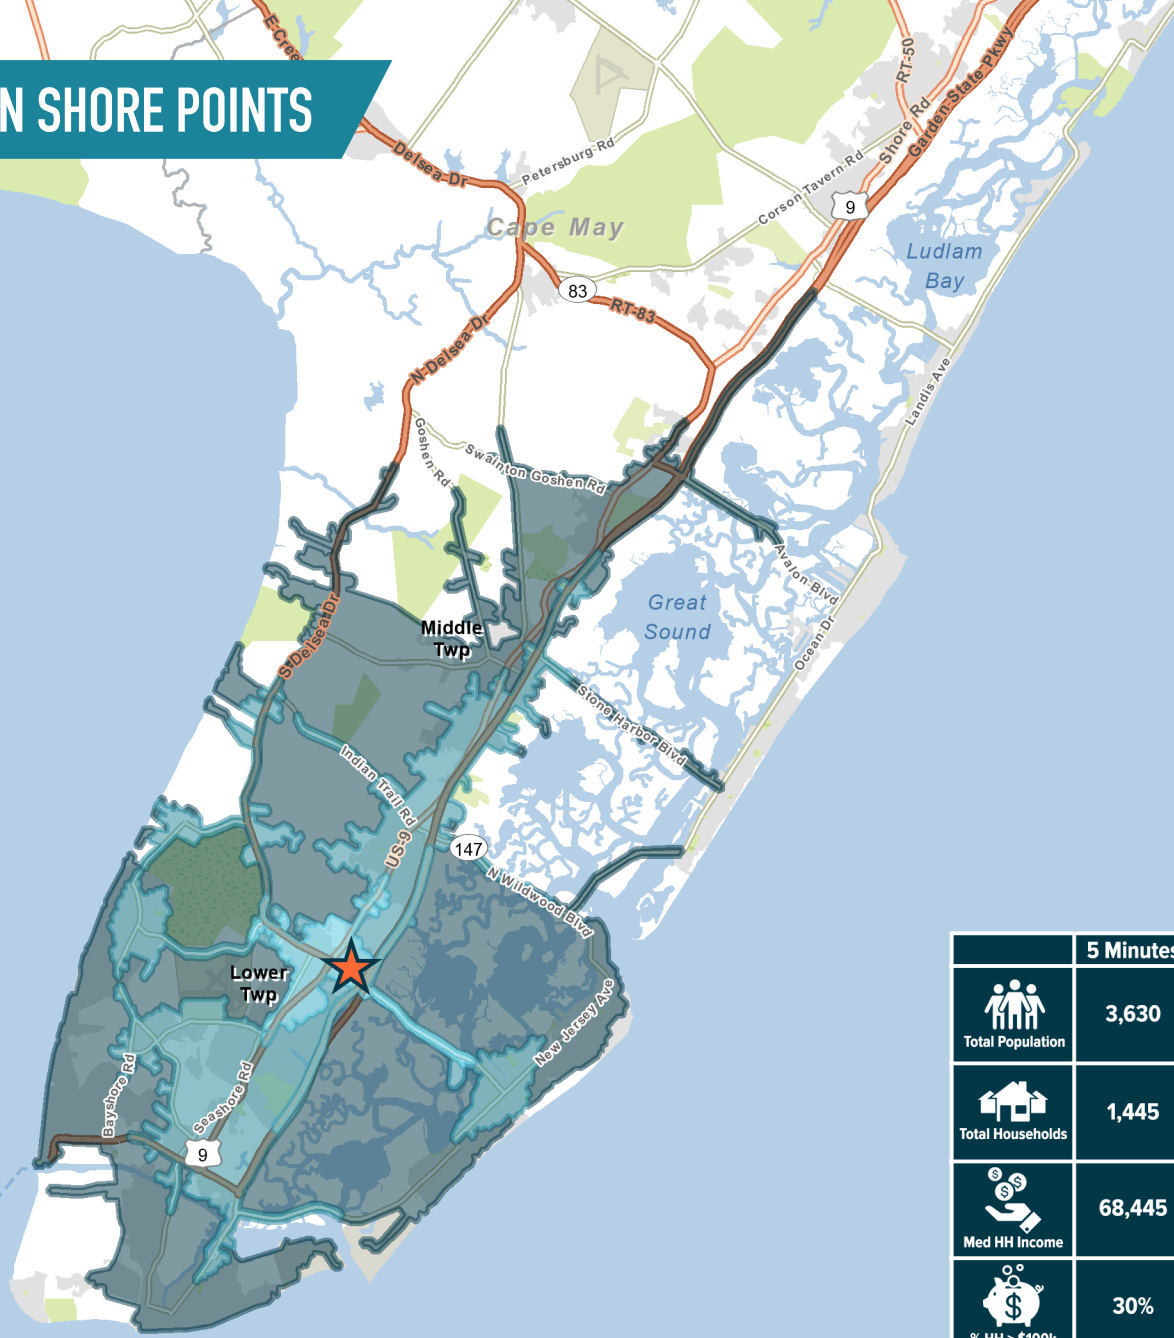 E Cree
N SHORE POINTS
RT-50
Garden State Pkwy
Shore Rd
Delsea Dr
Petersburg Rd
Corson Tavern Rd
9
Cape May
Ludlam
Bay
83
RT-83
N Delsea Dr
Landis Ave
Goshen Rd
Swainton Goshen Rd
Avalon Blvd
Great
Sound
S Delsea Dr
Middle
Twp
Ocean Dr
Stone Harbor Blvd
Indian Trail Rd
US-9
147
N Wildwood Blvd
Lower
Twp
New Jersey Ave
Bayshore Rd
Seashore Rd
9
5 Minutes
Total Population
3,630
Total Households
1,445
$
$
$
Med HH Income
68,445
$
30%
% HH > $100k